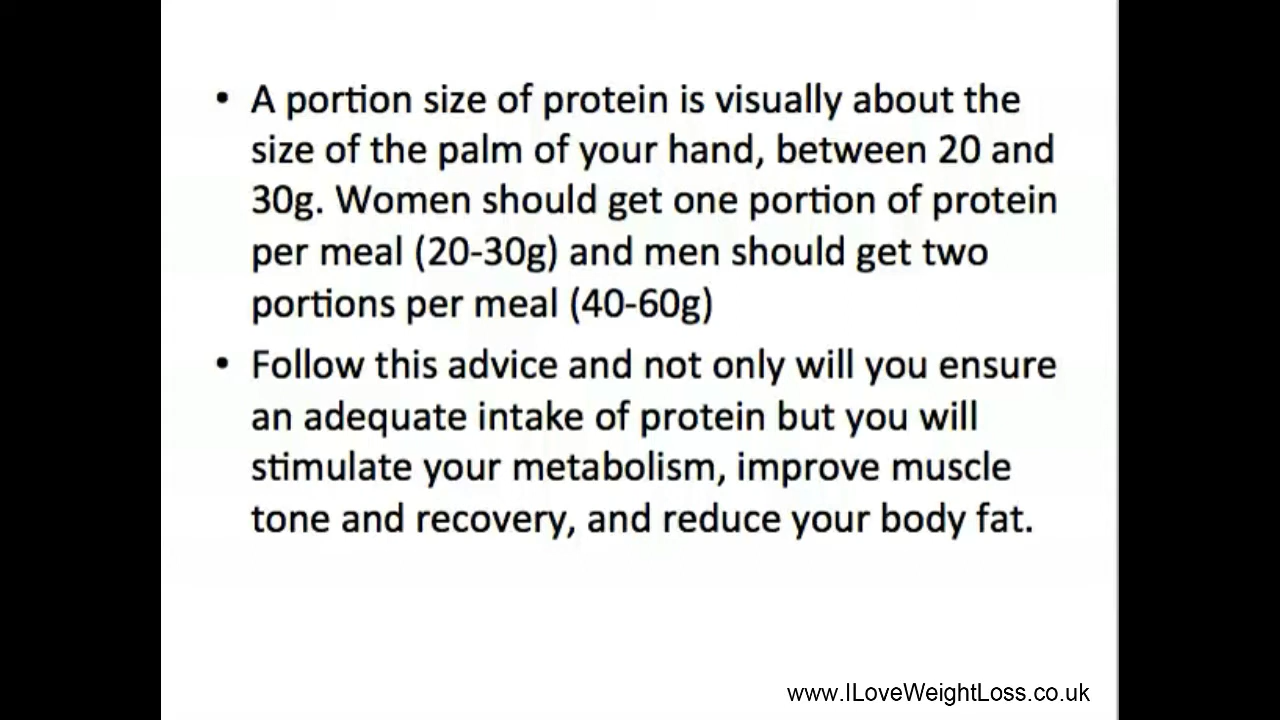 • A portion size of protein is visually about the
size of the palm of your hand, between 20 and
30g. Women should get one portion of protein
per meal (20-30g) and men should get two
portions per meal (40-60g)
• Follow this advice and not only will you ensure
an adequate intake of protein but you will
stimulate your metabolism, improve muscle
tone and recovery, and reduce your body fat.
www.ILoveWeightLoss.co.uk